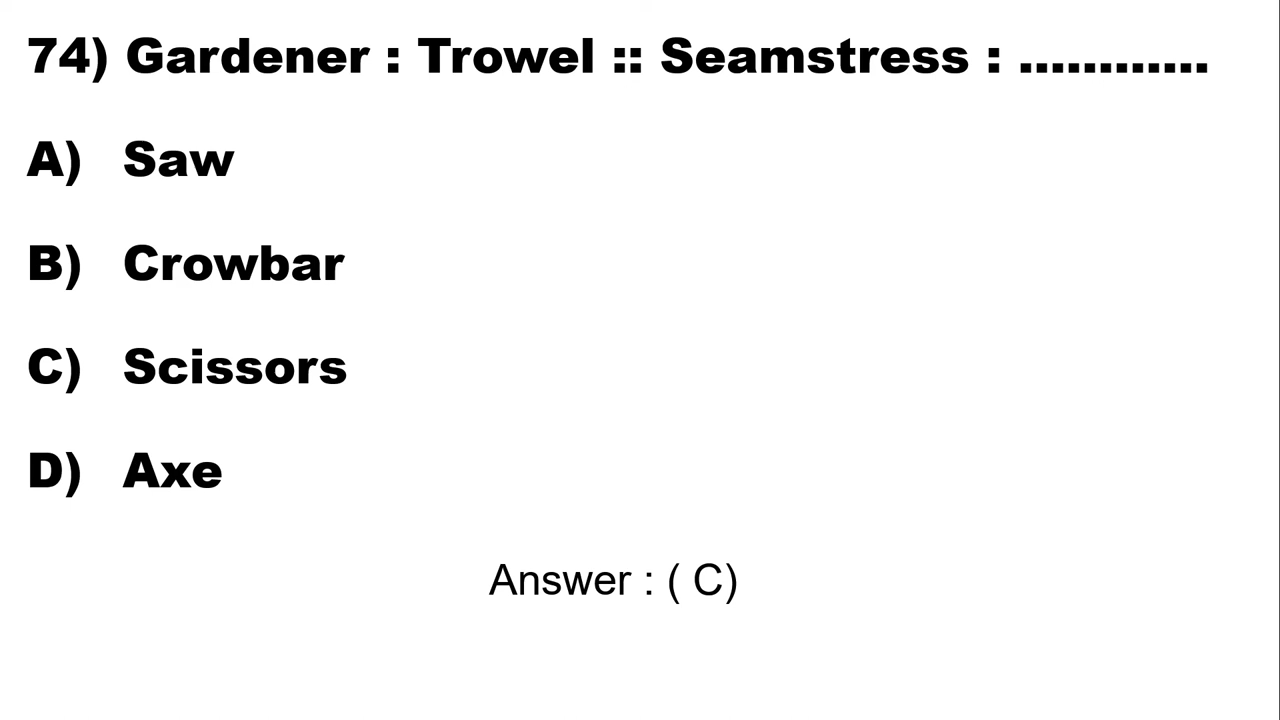 74) Gardener : Trowel :: Seamstress : ............
A) Saw
B) Crowbar
C) Scissors
D) Axe
Answer : ( C)